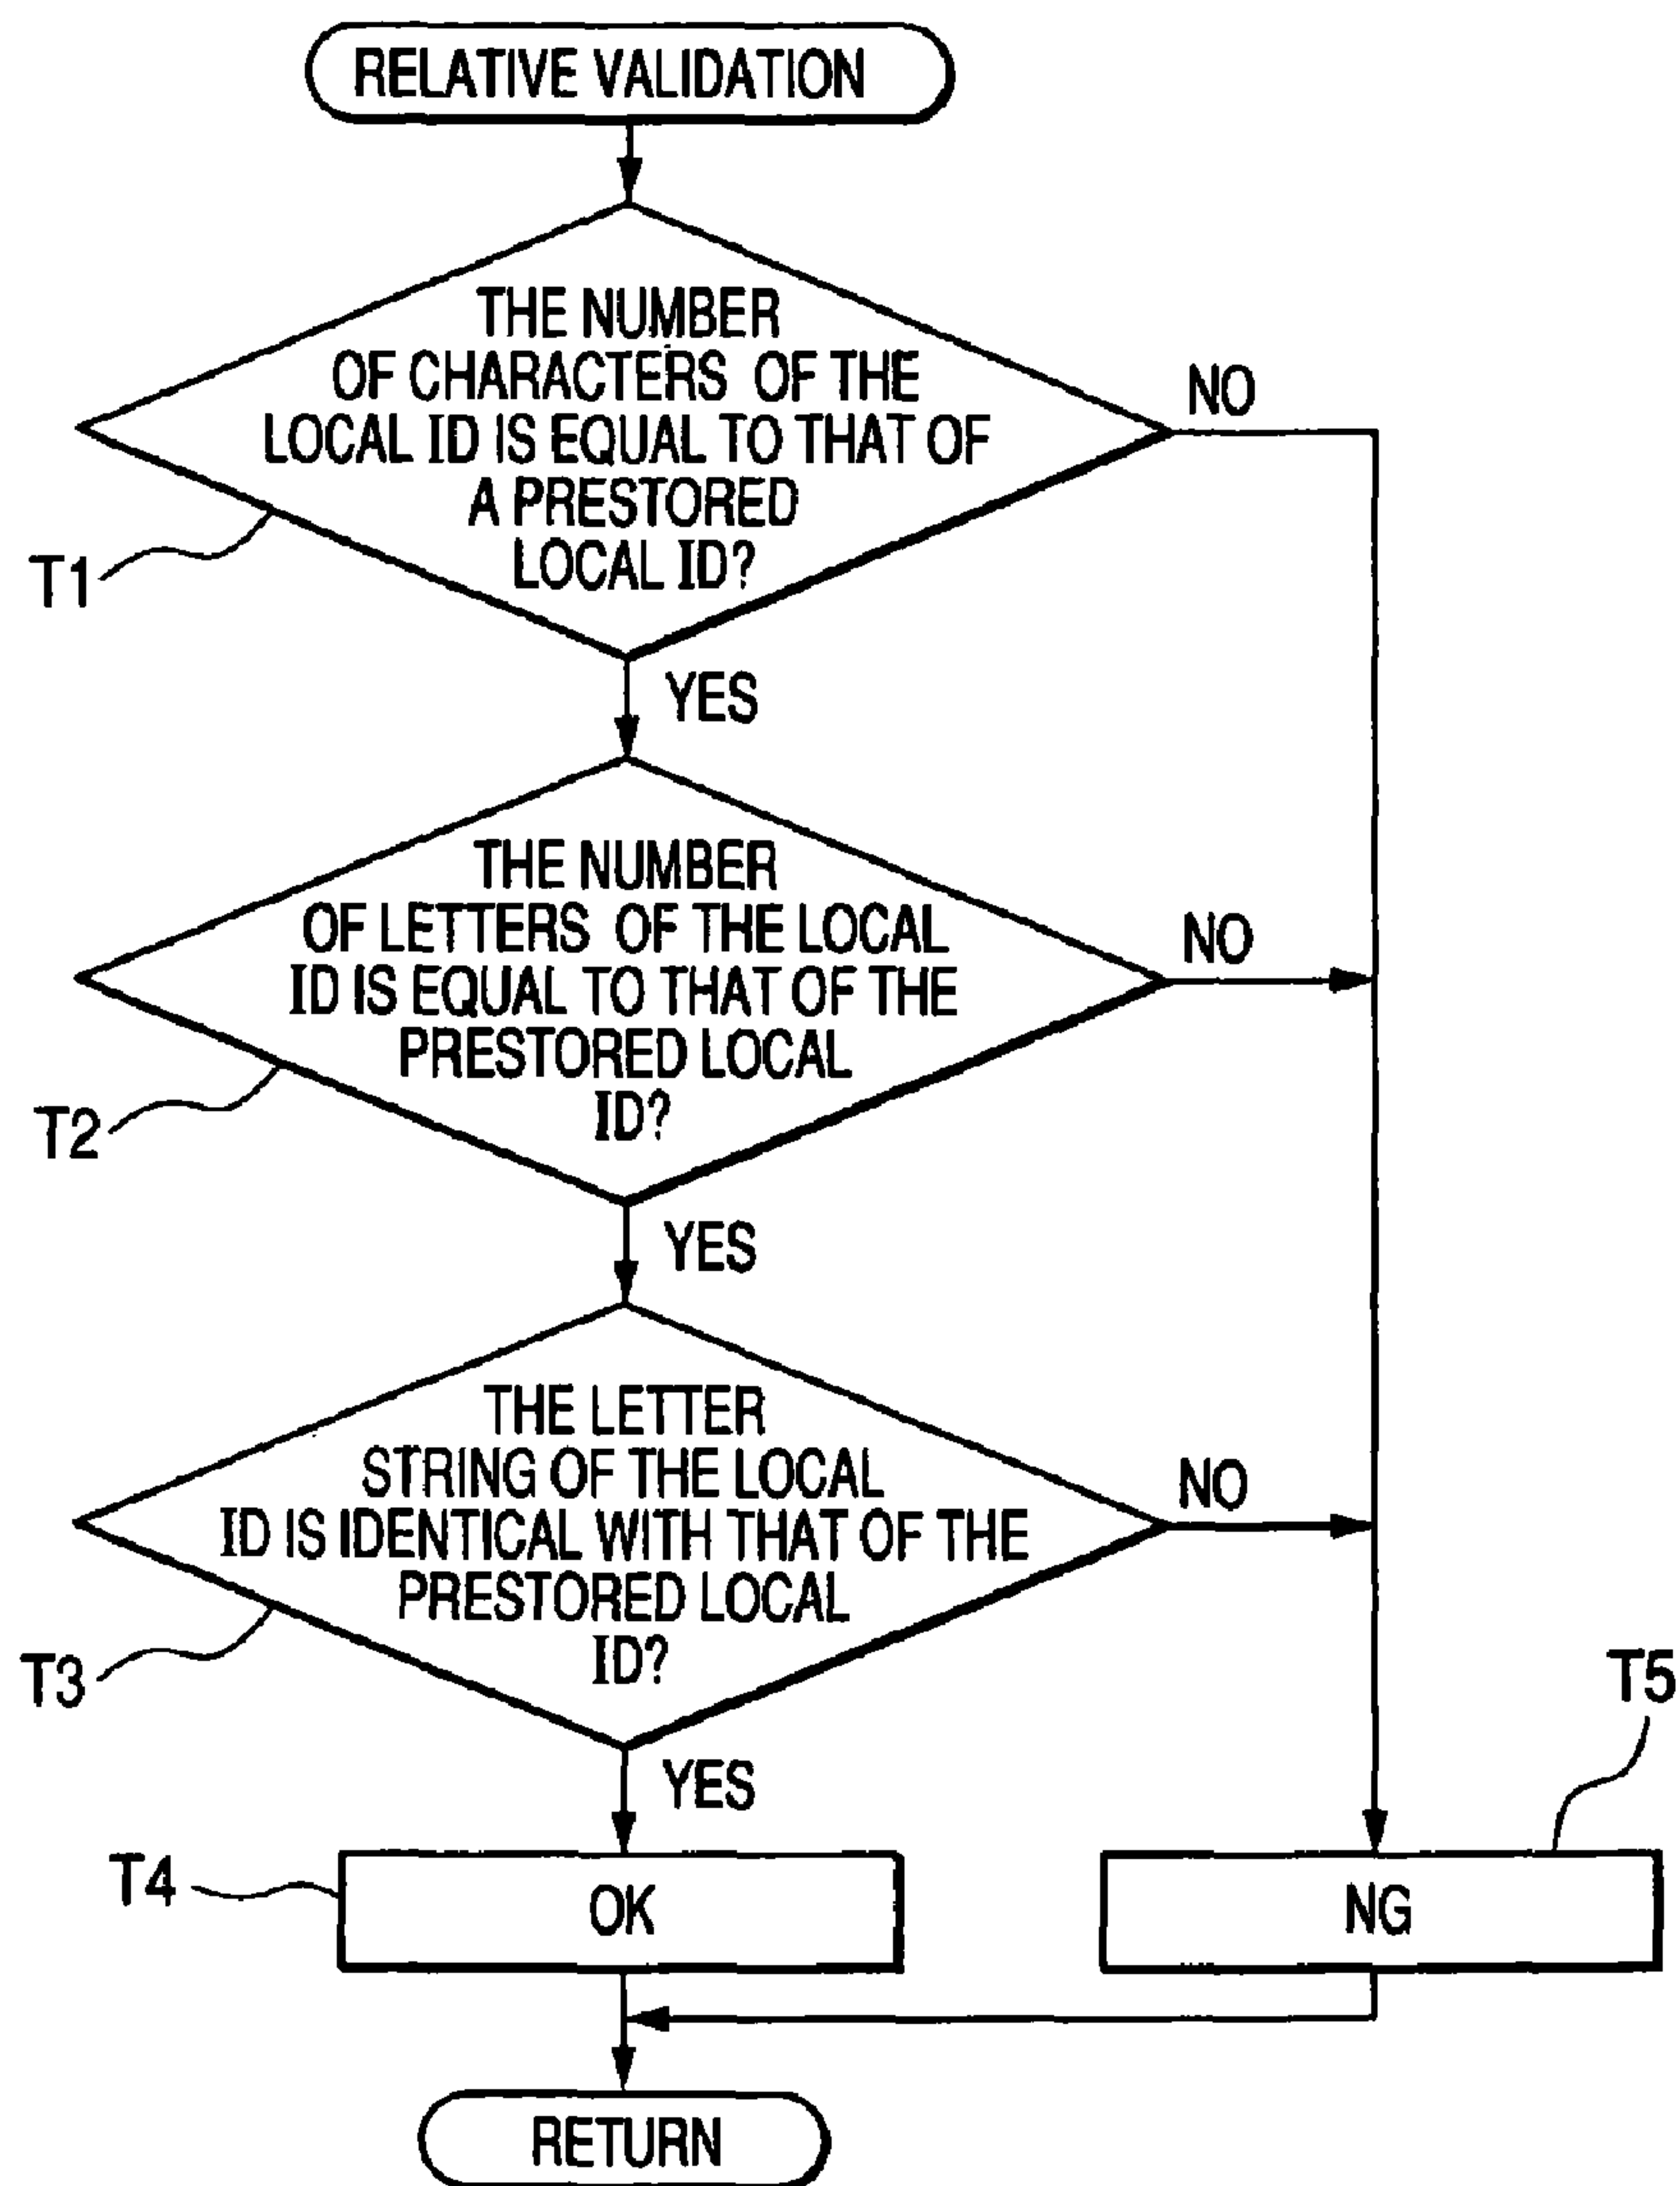 RELATIVE VALIDATION
THE NUMBER
OF CHARACTERS OF THE
LOCAL ID IS EQUAL TO THAT OF
A PRESTORED
LOCAL ID?
NO
T1
YES
THE NUMBER
OF LETTERS OF THE LOCAL
ID IS EQUAL TO THAT OF THE
PRESTORED LOCAL
ID?
NO
T2
YES
THE LETTER
STRING OF THE LOCAL
ID IS IDENTICAL WITH THAT OF THE
PRESTORED LOCAL
ID?
NO
T3
YES
T5
T4
OK
NG
RETURN